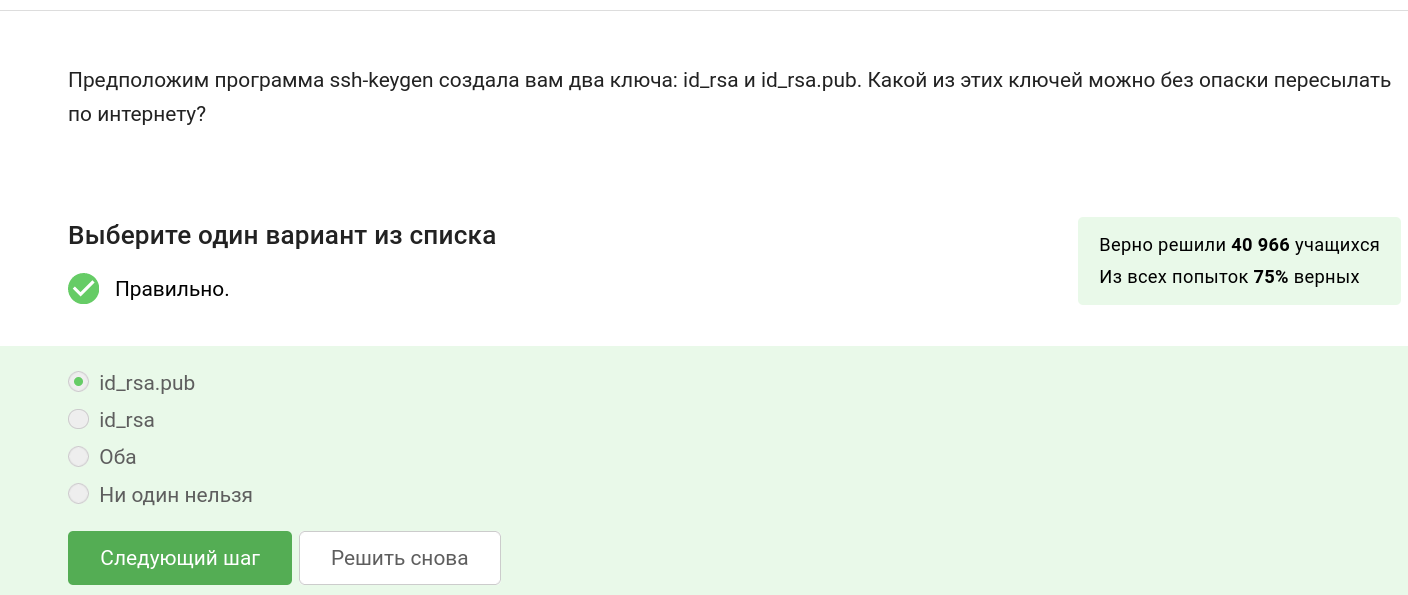 Предположим программа ssh-keygen создала вам два ключа: id_rsa и id_rsa.pub. Какой из этих ключей можно без опаски пересылать
по интернету?
Выберите один вариант из списка
Правильно.
Верно решили 40 966 учащихся
Из всех попыток 75% верных
id_rsa.pub
id_rsa
Оба
Ни один нельзя
Следующий шаг
Решить снова